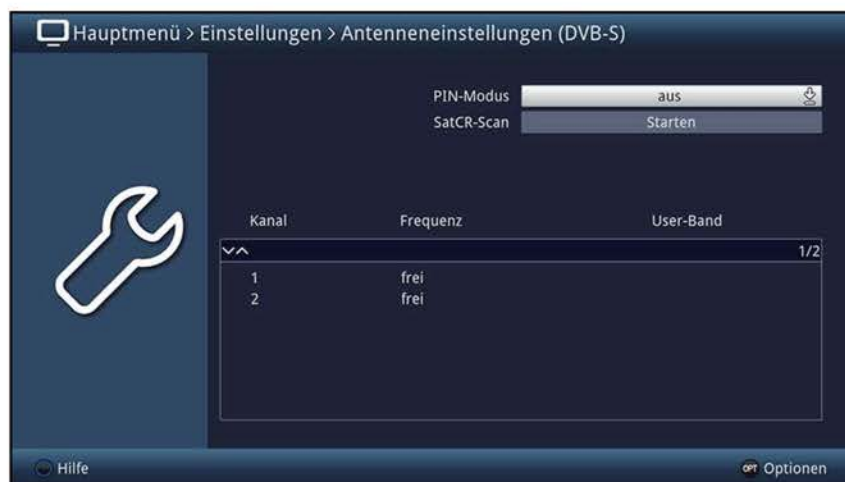 Hauptmenü > Einstellungen > Antenneneinstellungen (DVB-S)
PIN-Modus aus
SatCR-Scan Starten
Kanal Frequenz User-Band
1/2
1 frei
2 frei
Hilfe OPT Optionen